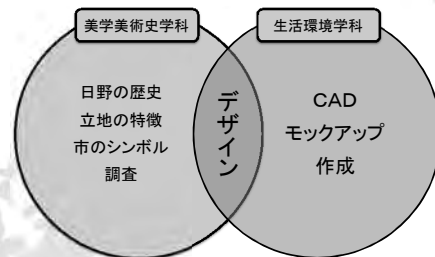 美学美術史学科
生活環境学科
日野の歴史
立地の特徴
市のシンボル
調査
デザイン
CAD
モックアップ
作成